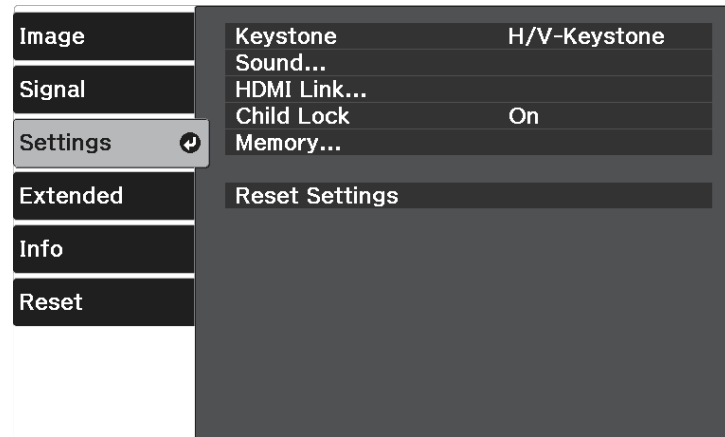 Image
Signal
Settings
Extended
Info
Reset
Keystone H/V-Keystone
Sound...
HDMI Link...
Child Lock On
Memory...
Reset Settings